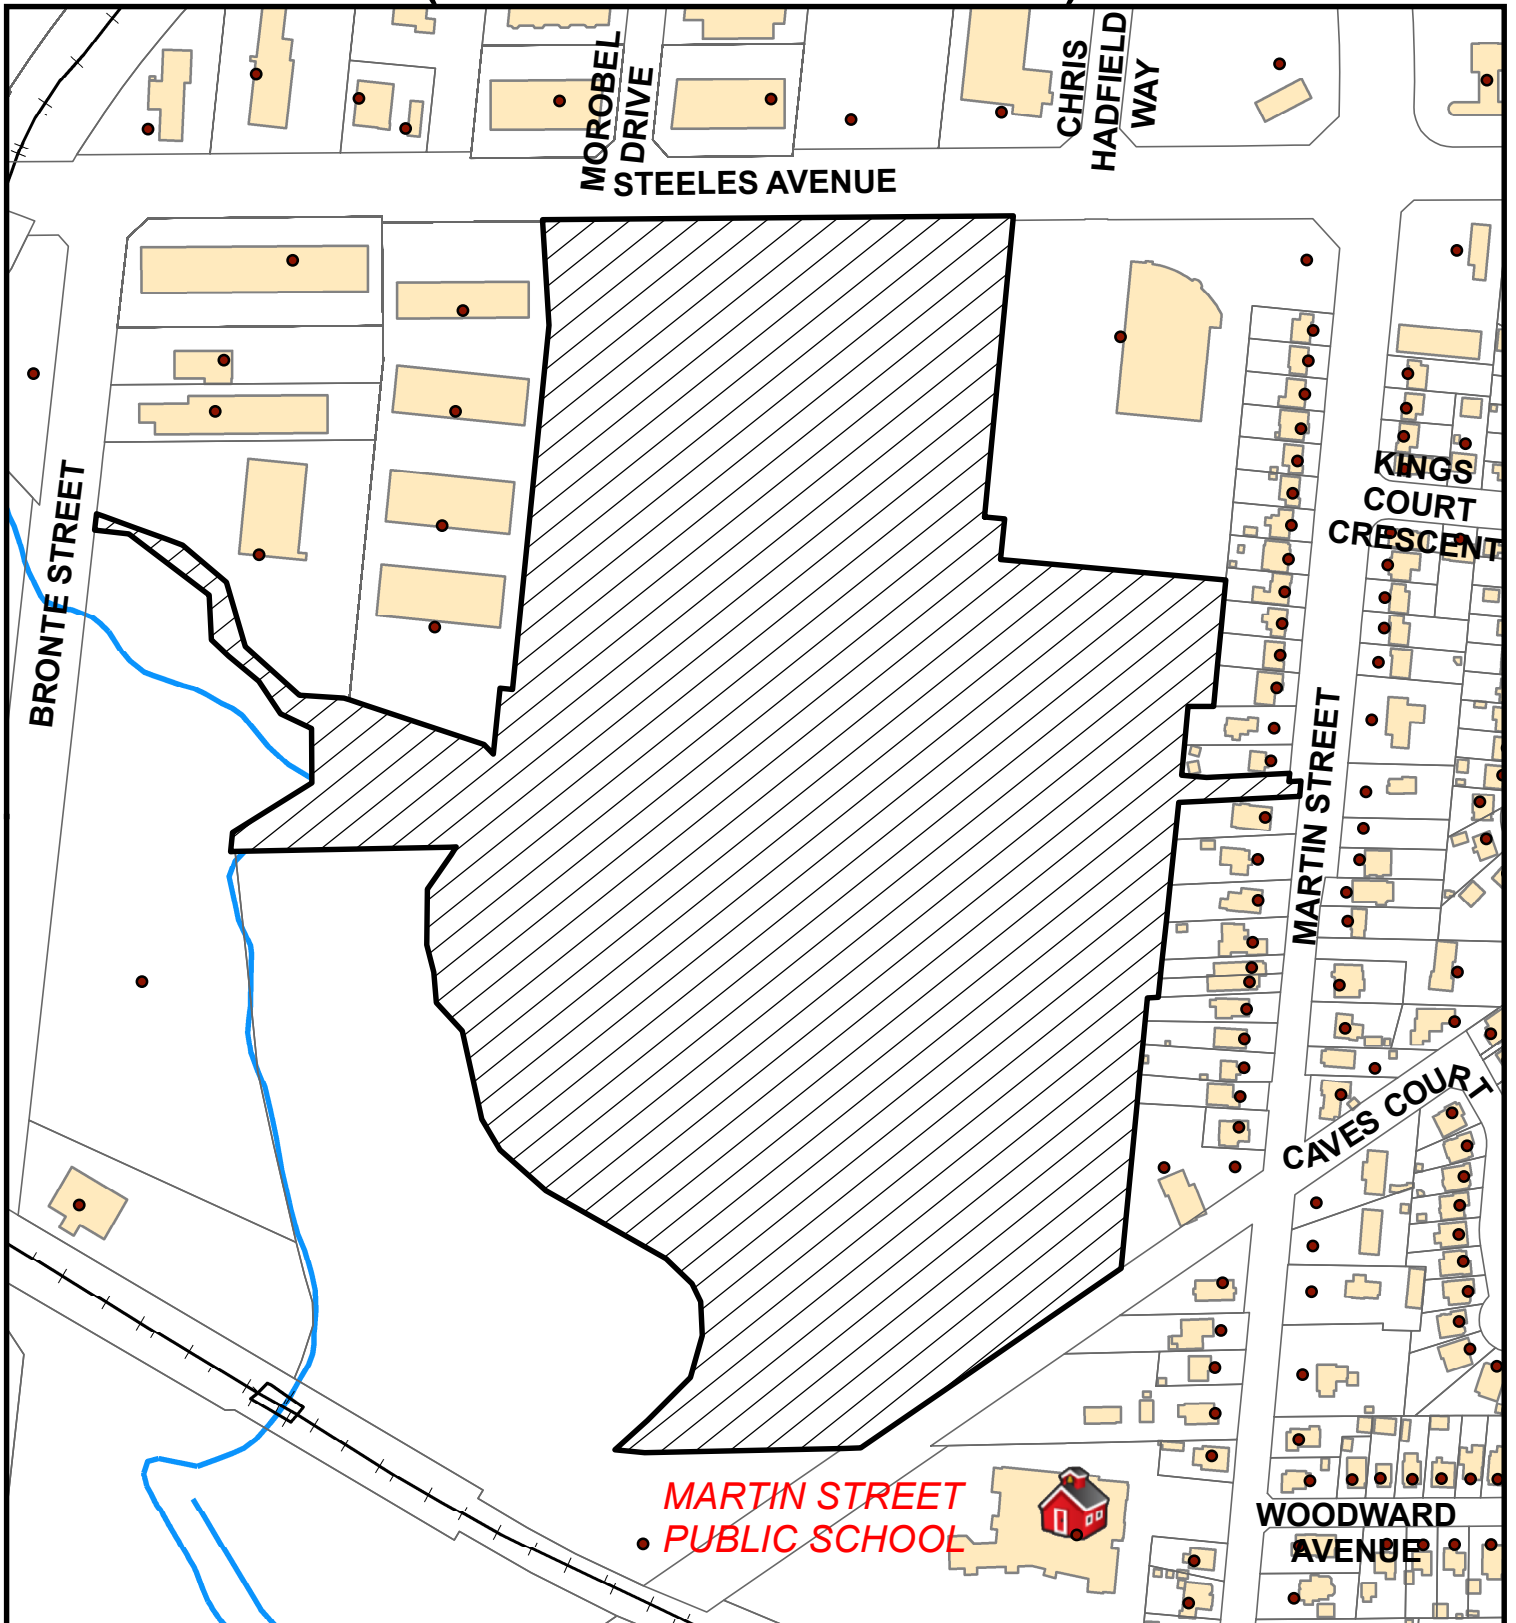 MOROBEL
DRIVE
CHRIS
HADFIELD
WAY
STEELES AVENUE
BRONTE STREET
KINGS
COURT
CRESCENT
MARTIN STREET
CAVES COURT
MARTIN STREET
PUBLIC SCHOOL
WOODWARD
AVENUE